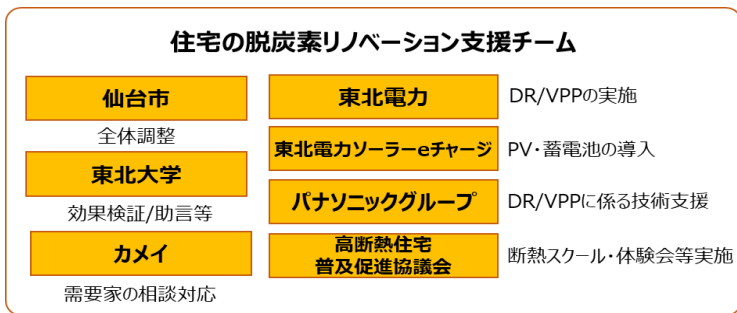 住宅の脱炭素リノベーション支援チーム
仙台市
全体調整
東北大学
効果検証/助言等
カメイ
需要家の相談対応
東北電力
DR/VPPの実施
東北電力ソーラーeチャージ
PV・蓄電池の導入
パナソニックグループ
DR/VPPに係る技術支援
高断熱住宅
普及促進協議会
断熱スクール・体験会等実施